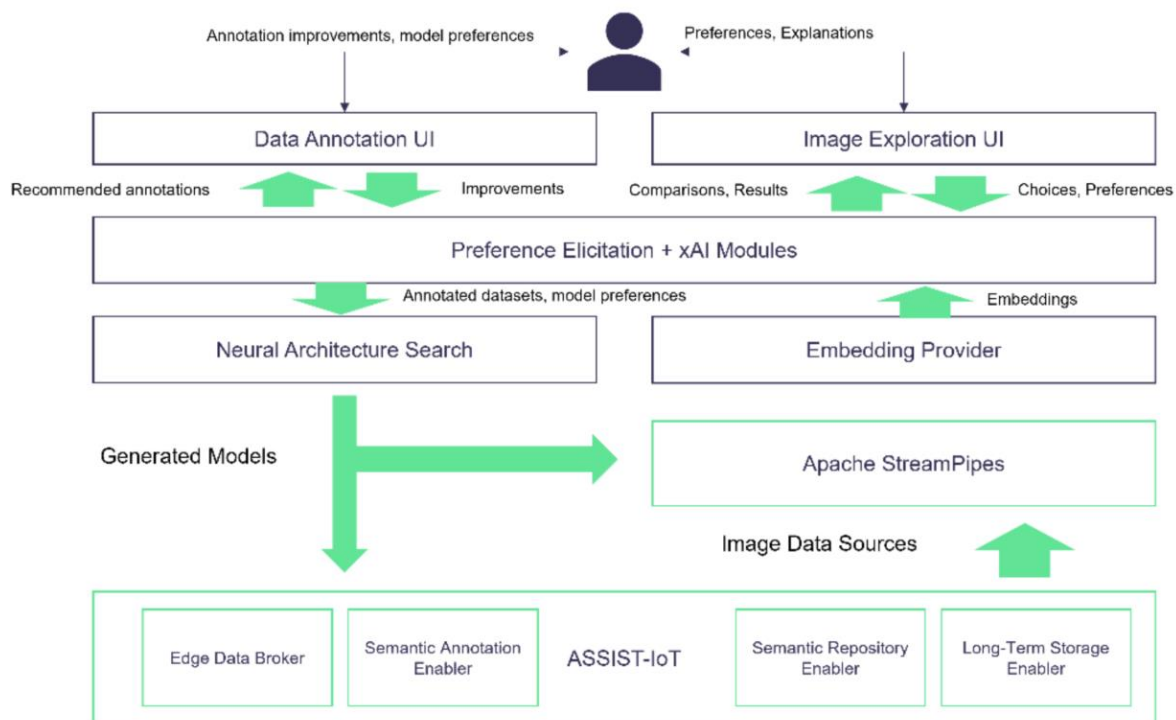 Annotation improvements, model preferences
Preferences, Explanations
Data Annotation UI
Image Exploration UI
Recommended annotations
Improvements
Comparisons, Results
Choices, Preferences
Preference Elicitation + xAI Modules
Annotated datasets, model preferences
Embeddings
Neural Architecture Search
Embedding Provider
Generated Models
Apache StreamPipes
Image Data Sources
Edge Data Broker
Semantic Annotation
Enabler
ASSIST-IoT
Semantic Repository
Enabler
Long-Term Storage
Enabler